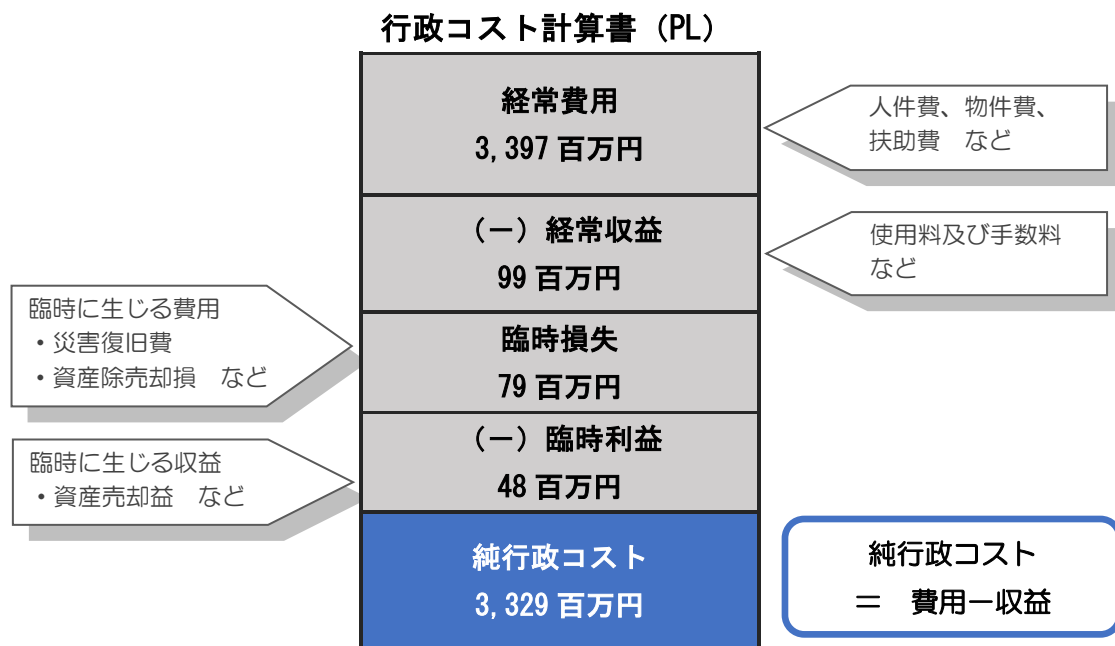 行政コスト計算書（PL）
経常費用
3,397 百万円
人件費、物件費、
扶助費　など
（－）経常収益
99 百万円
使用料及び手数料
など
臨時に生じる費用
・災害復旧費
・資産除売却損　など
臨時損失
79 百万円
臨時に生じる収益
・資産売却益　など
（－）臨時利益
48 百万円
純行政コスト
3,329 百万円
純行政コスト
＝　費用－収益